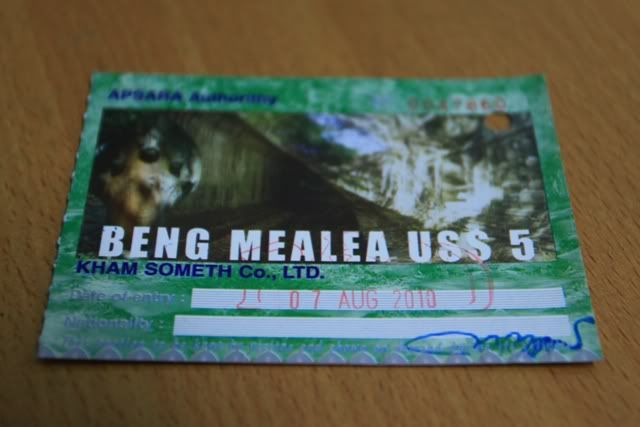 APSARA Authority
BENG MEALEA US$ 5
KHAM SOMETH Co., LTD.
Date of entry :
07 AUG 2010
Nationality :